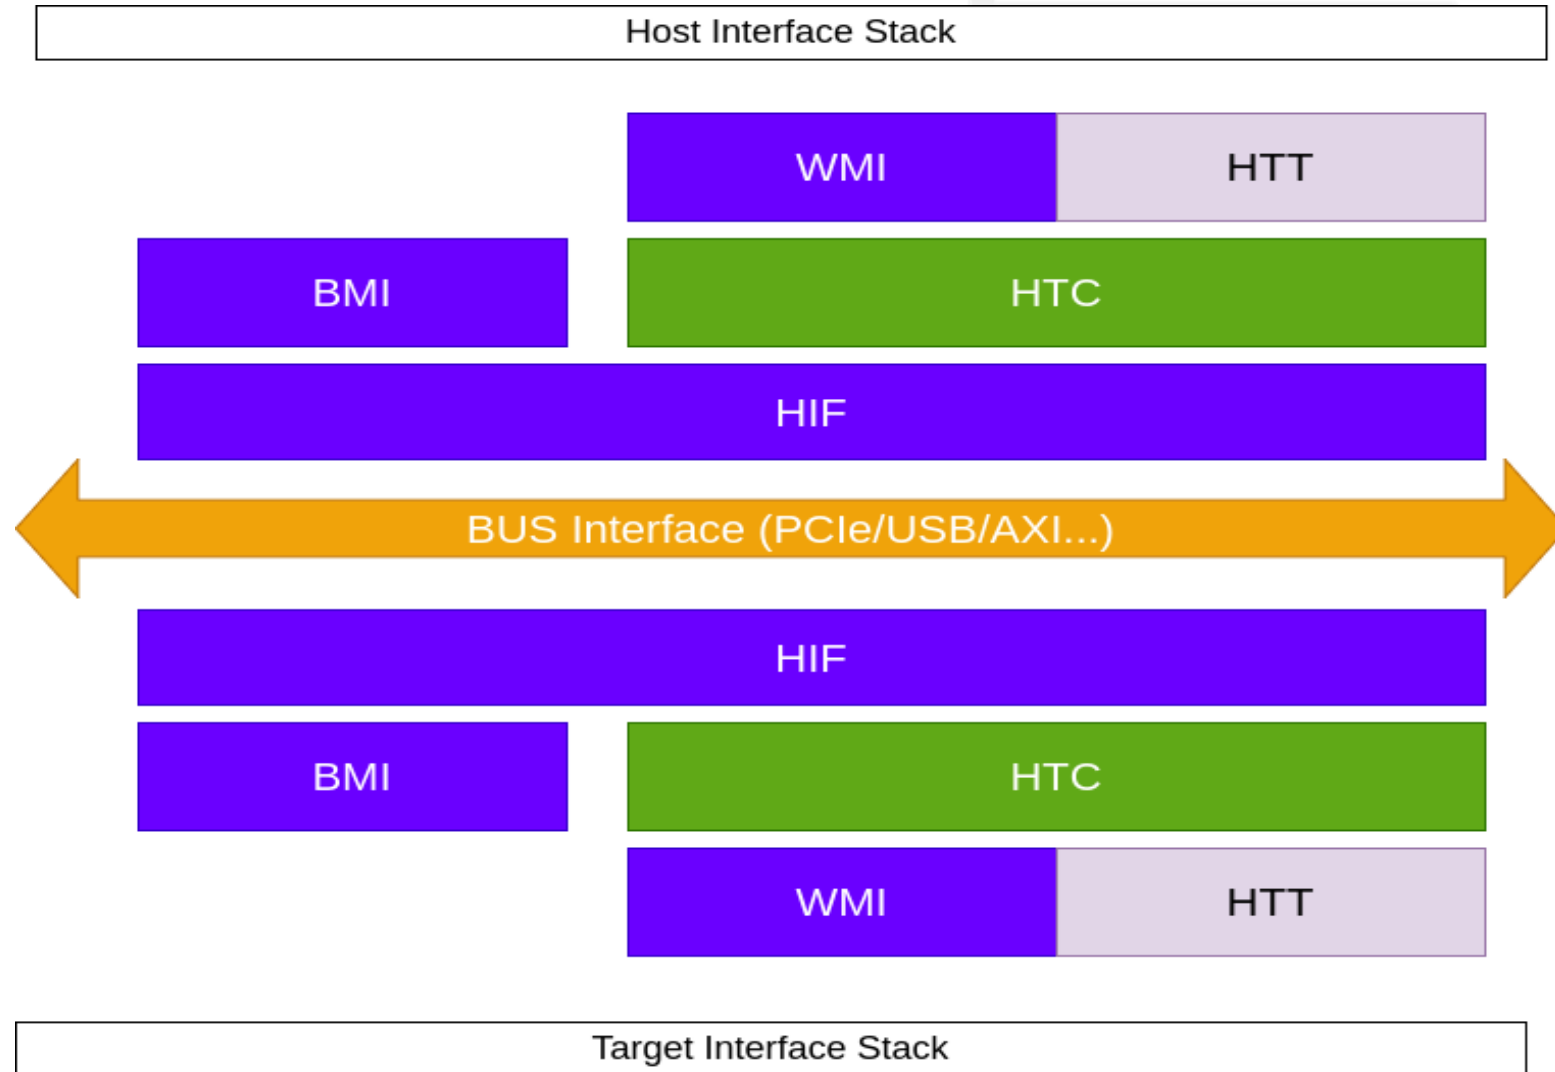 Host Interface Stack
WMI
HTT
BMI
HTC
HIF
BUS Interface (PCIe/USB/AXI...)
HIF
BMI
HTC
WMI
HTT
Target Interface Stack